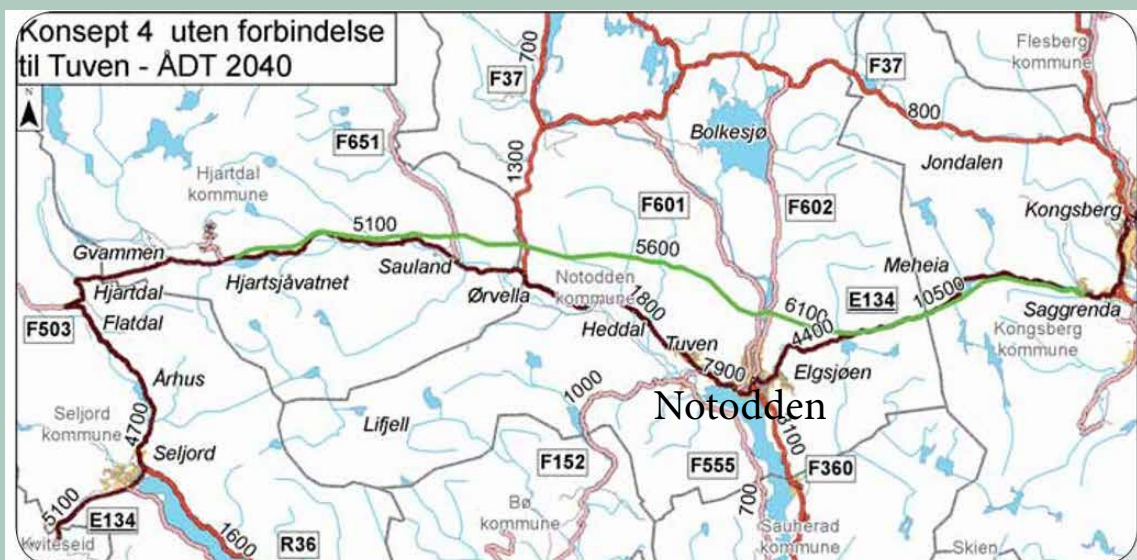 Konsept 4 uten forbindelse
til Tuven - ÅDT 2040
N
700
F37
F37
Flesberg
kommune
800
Bolkesjø
F651
Jondalen
1300
Hjartdal
kommune
F601
F602
Kongsberg
5100
Gvammen
5600
Sauland
Meheia
Hjartsjåvatnet
Notodden
kommune
Hjartdal
Ørvella
E134
10500
6100
Saggrenda
F503
Flatdal
1800
Heddal
4400
Kongsberg
kommune
Tuven
7900
Elgsjøen
Århus
1000
Notodden
Seljord
kommune
4700
Lifjell
Seljord
F152
F555
F360
5100
E134
Bø
kommune
700
Sauherad
kommune
Kviteseid
1600
R36
Skien